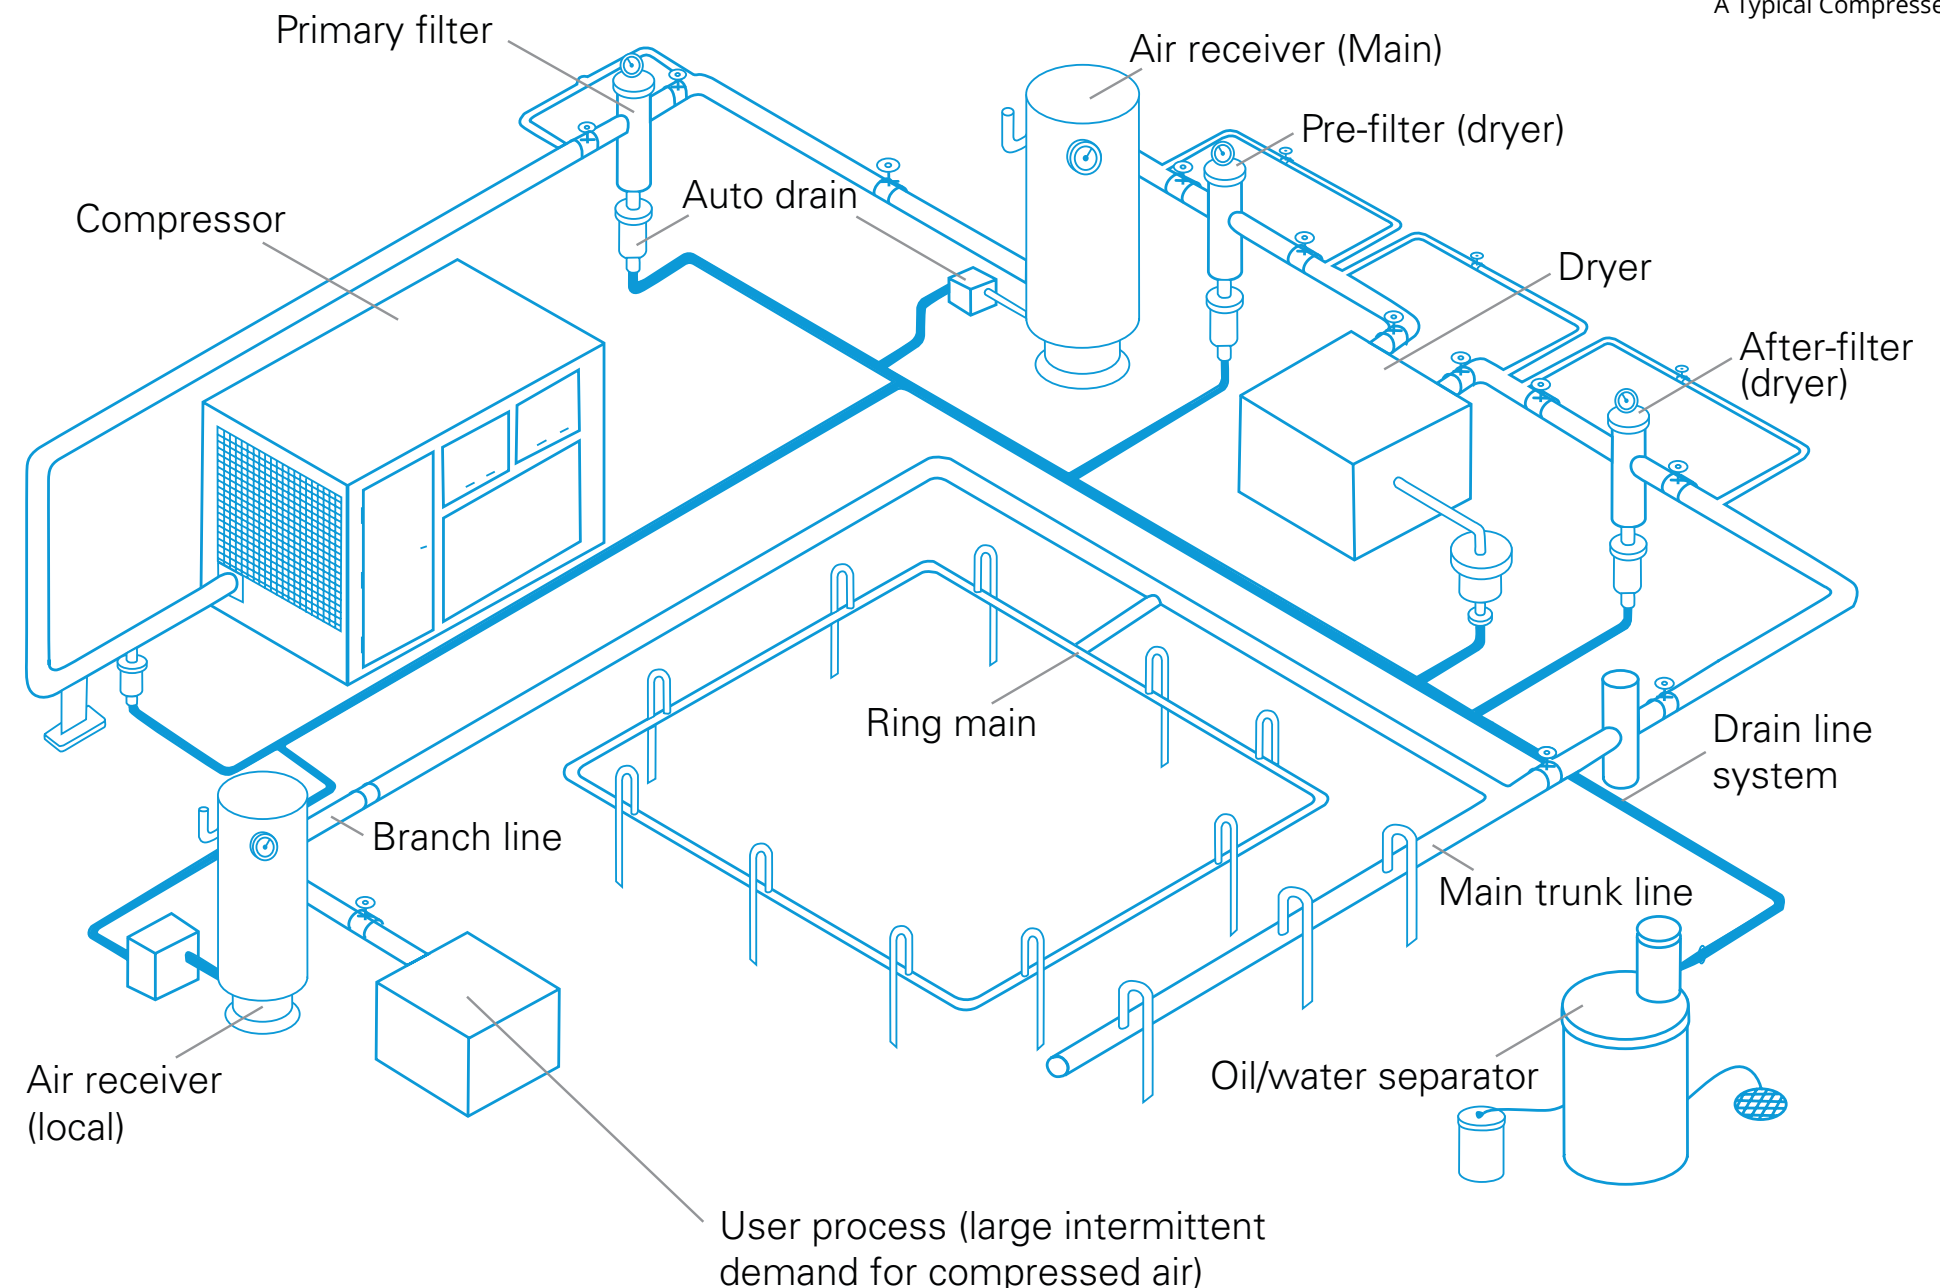 A Typical Compresse
Primary filter
Air receiver (Main)
Pre-filter (dryer)
Auto drain
Compressor
Dryer
After-filter
(dryer)
Ring main
Drain line
system
Branch line
Main trunk line
Oil/water separator
Air receiver
(local)
User process (large intermittent
demand for compressed air)